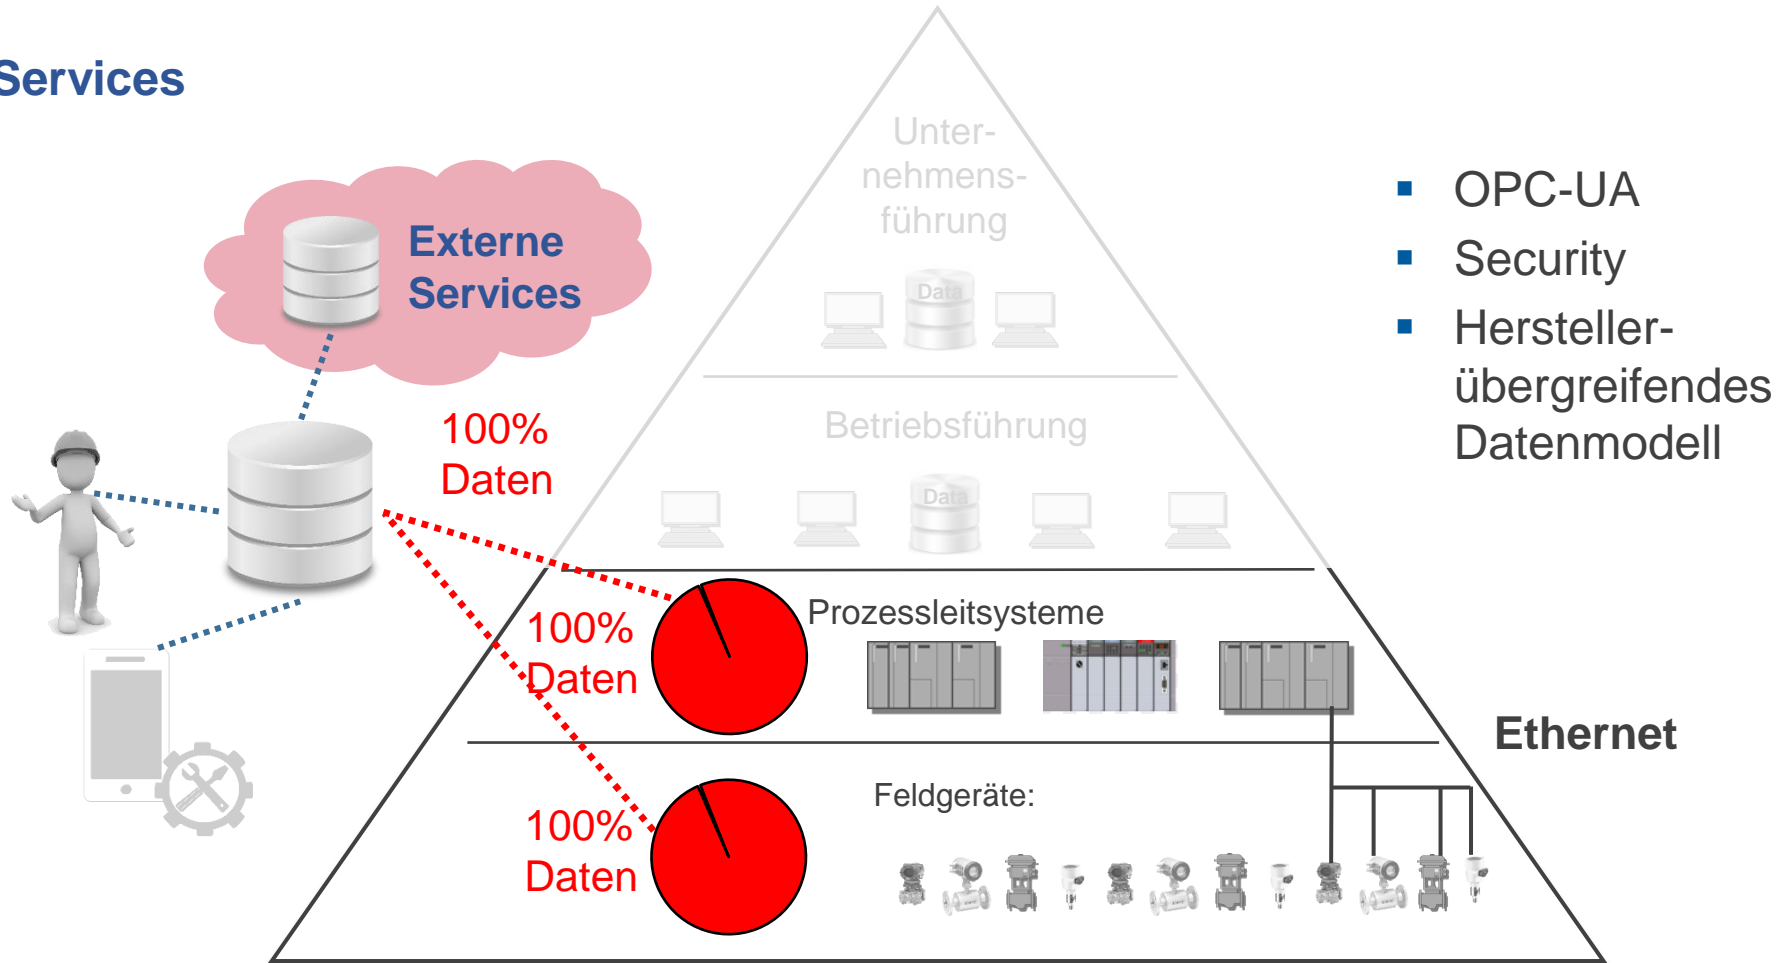 Services
Externe
Services
100%
Daten
Unter-
nehmens-
führung
Data
Betriebsführung
Data
100%
Daten
Prozessleitsysteme
100%
Daten
Feldgeräte:
OPC-UA
Security
Hersteller-
übergreifendes
Datenmodell
Ethernet